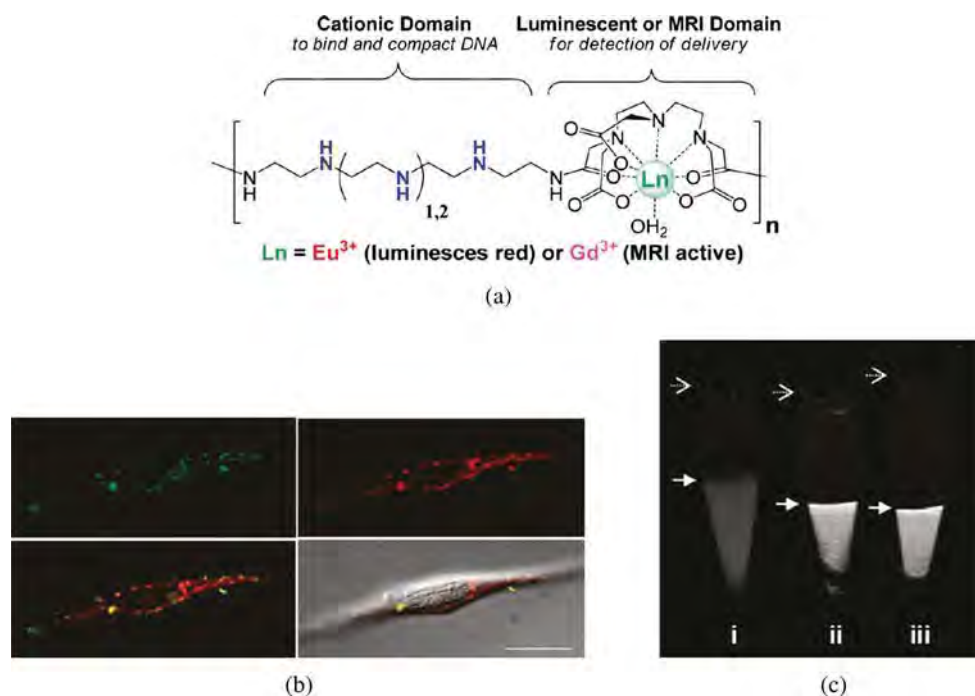 Cationic Domain
to bind and compact DNA
Luminescent or MRI Domain
for detection of delivery
N
H
H
N
H
N
1,2
H
N
N
H
O
O
O
N
N
N
Ln
O
O
O
O
OH2
n
Ln = Eu3+ (luminesces red) or Gd3+ (MRI active)
(a)
i
ii
iii
(b)
(c)